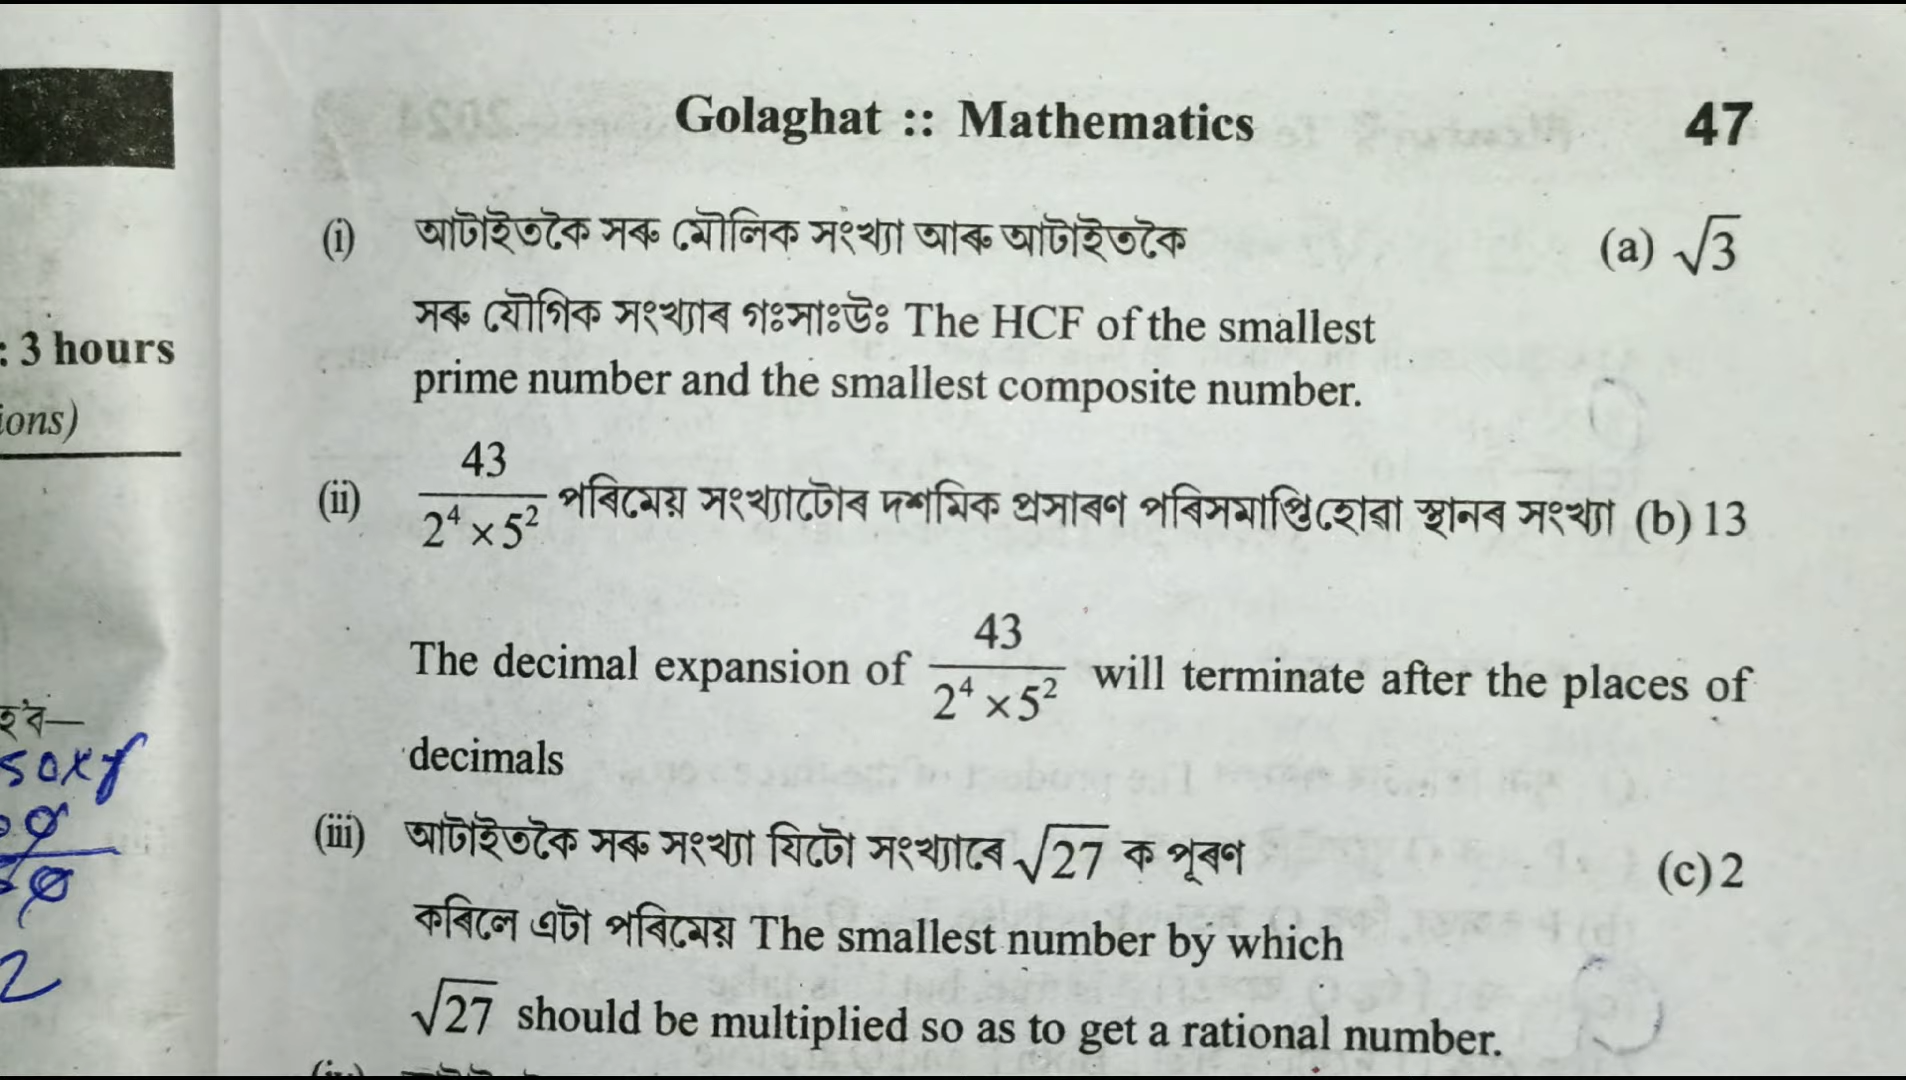 Golaghat :: Mathematics 47
: 3 hours
ions)
হ'ব—
2
(i) আটাইতকৈ সৰু মৌলিক সংখ্যা আৰু আটাইতকৈ (a) √3
সৰু যৌগিক সংখ্যাৰ গঃসাঃউঃ The HCF of the smallest
prime number and the smallest composite number.
(ii) 43/(2⁴ × 5²) পৰিমেয় সংখ্যাটোৰ দশমিক প্ৰসাৰণ পৰিসমাপ্তিহোৱা স্থানৰ সংখ্যা (b) 13
The decimal expansion of 43/(2⁴ × 5²) will terminate after the places of
decimals
(iii) আটাইতকৈ সৰু সংখ্যা যিটো সংখ্যাৰে √27 ক পূৰণ (c) 2
কৰিলে এটা পৰিমেয় The smallest number by which
√27 should be multiplied so as to get a rational number.